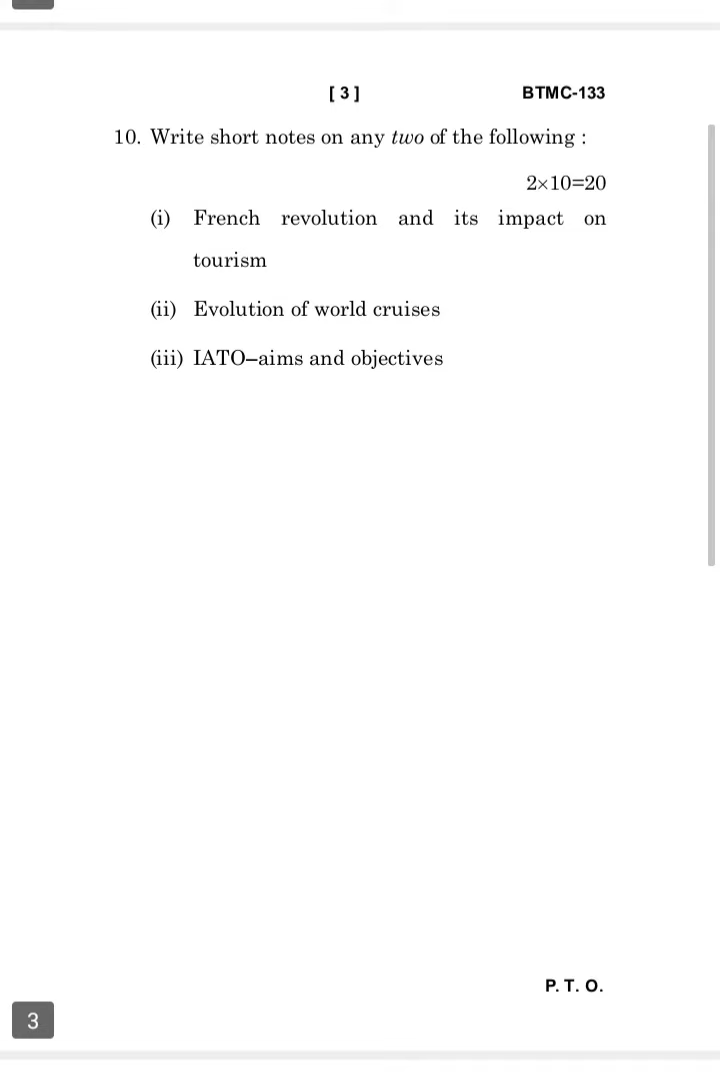 [ 3 ] BTMC-133
10. Write short notes on any two of the following :
2×10=20
(i) French revolution and its impact on
tourism
(ii) Evolution of world cruises
(iii) IATO–aims and objectives
P. T. O.
3